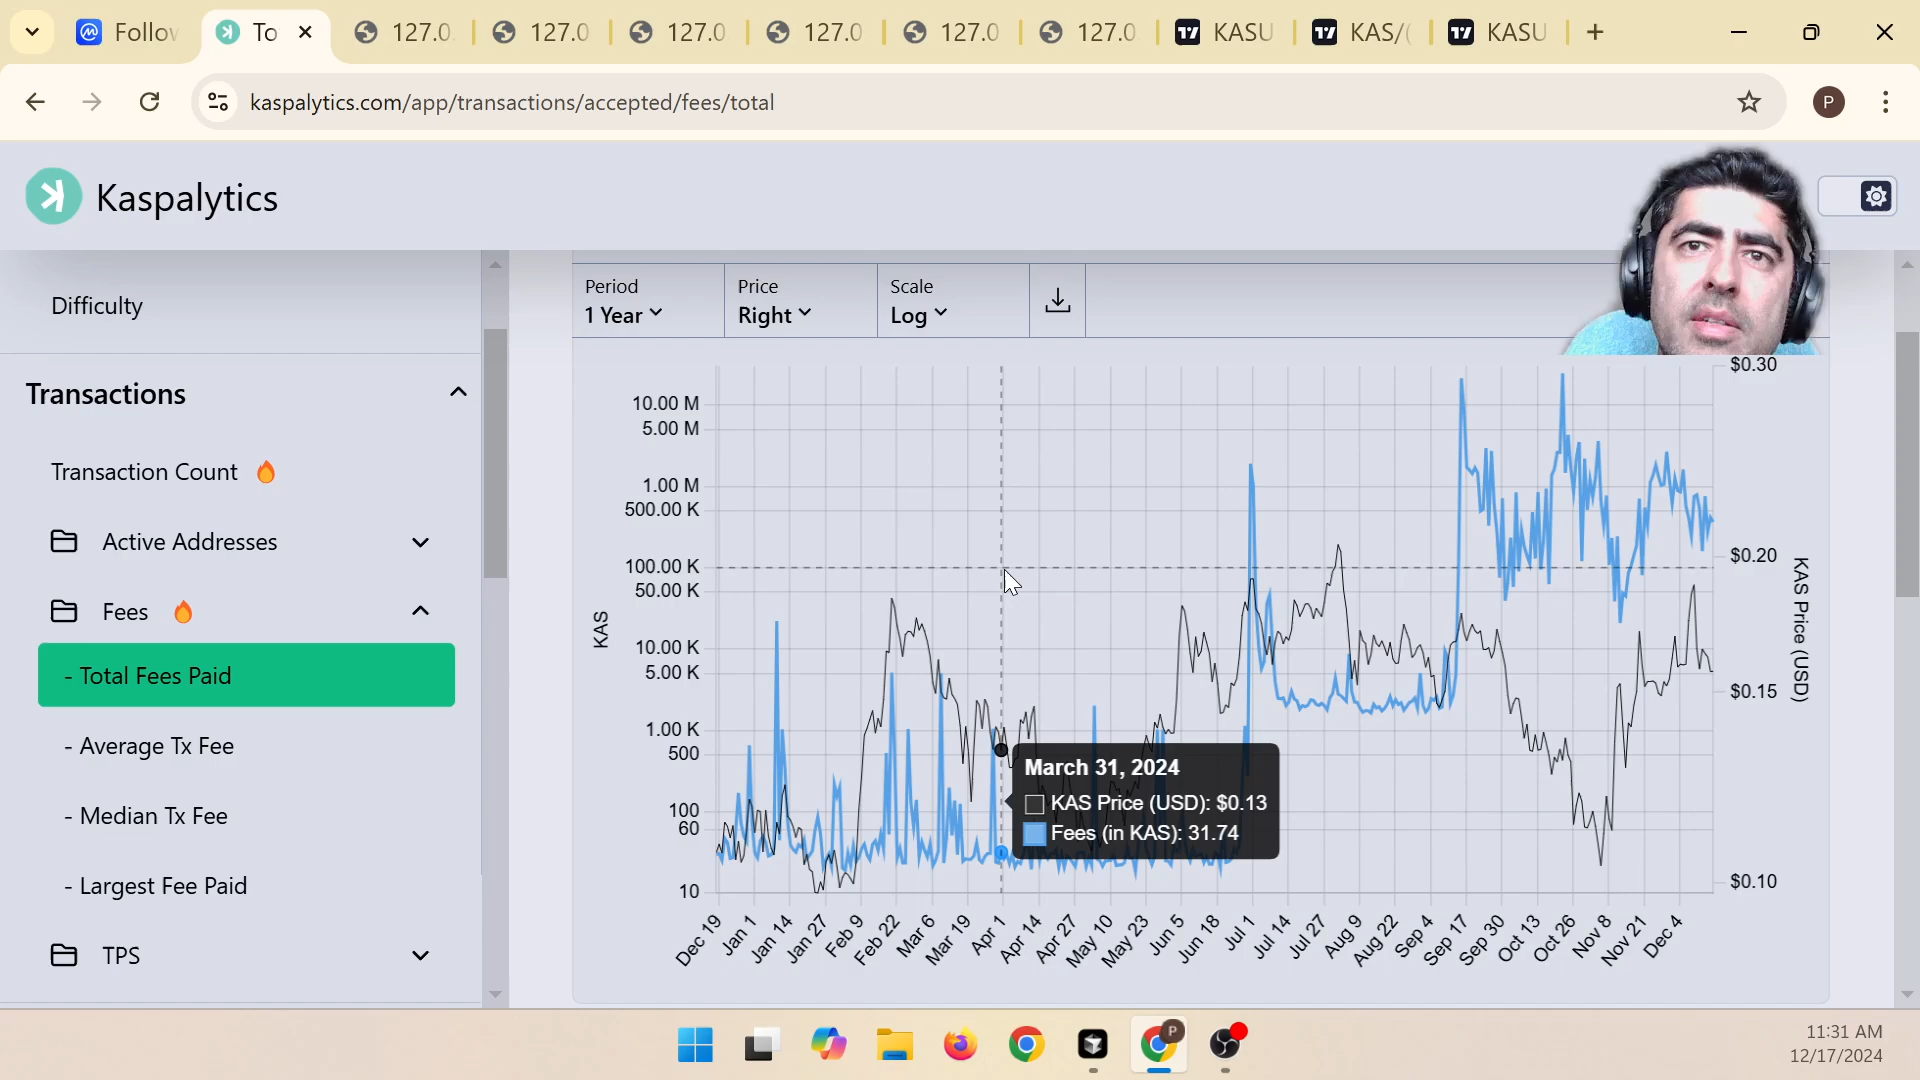 Follow
To
127.0
127.0
127.0
127.0
127.0
127.0
KASU
KAS/(
KASU
kaspalytics.com/app/transactions/accepted/fees/total
P
Kaspalytics
Difficulty
Transactions
Transaction Count
Active Addresses
Fees
- Total Fees Paid
- Average Tx Fee
- Median Tx Fee
- Largest Fee Paid
TPS
Period
1 Year
Price
Right
Scale
Log
10.00 M
5.00 M
1.00 M
500.00 K
100.00 K
50.00 K
10.00 K
5.00 K
1.00 K
500
100
60
10
KAS
$0.30
$0.20
$0.15
$0.10
KAS Price (USD)
March 31, 2024
KAS Price (USD): $0.13
Fees (in KAS): 31.74
Dec 19
Jan 1
Jan 14
Jan 27
Feb 9
Feb 22
Mar 6
Mar 19
Apr 1
Apr 14
Apr 27
May 10
May 23
Jun 5
Jun 18
Jul 1
Jul 14
Jul 27
Aug 9
Aug 22
Sep 4
Sep 17
Sep 30
Oct 13
Oct 26
Nov 8
Nov 21
Dec 4
P
11:31 AM
12/17/2024